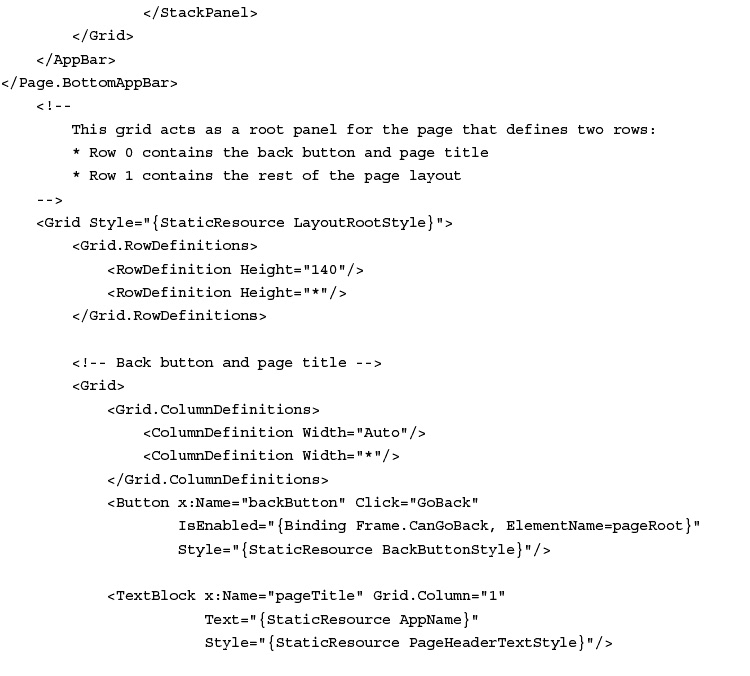 </StackPanel>
        </Grid>
    </AppBar>
</Page.BottomAppBar>
    <!--
        This grid acts as a root panel for the page that defines two rows:
        * Row 0 contains the back button and page title
        * Row 1 contains the rest of the page layout
    -->
    <Grid Style="{StaticResource LayoutRootStyle}">
        <Grid.RowDefinitions>
            <RowDefinition Height="140"/>
            <RowDefinition Height="*"/>
        </Grid.RowDefinitions>

        <!-- Back button and page title -->
        <Grid>
            <Grid.ColumnDefinitions>
                <ColumnDefinition Width="Auto"/>
                <ColumnDefinition Width="*"/>
            </Grid.ColumnDefinitions>
            <Button x:Name="backButton" Click="GoBack"
                    IsEnabled="{Binding Frame.CanGoBack, ElementName=pageRoot}"
                    Style="{StaticResource BackButtonStyle}"/>

            <TextBlock x:Name="pageTitle" Grid.Column="1"
                       Text="{StaticResource AppName}"
                       Style="{StaticResource PageHeaderTextStyle}"/>